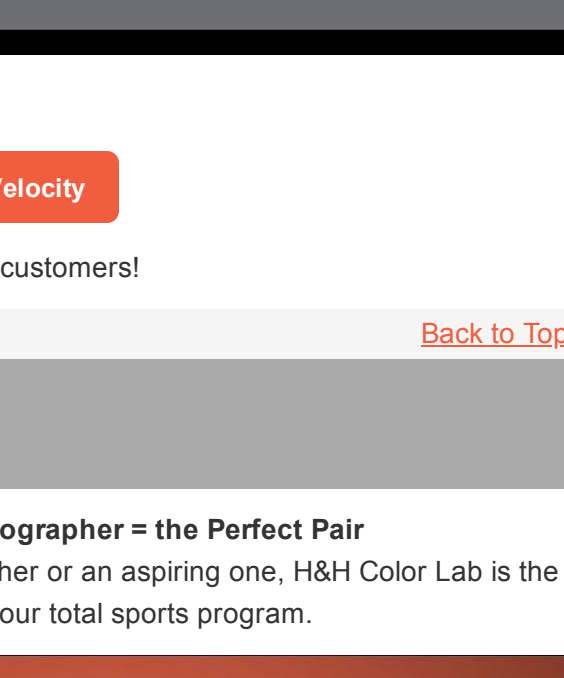 Velocity
customers!
Back to Top
ographer = the Perfect Pair
her or an aspiring one, H&H Color Lab is the
our total sports program.